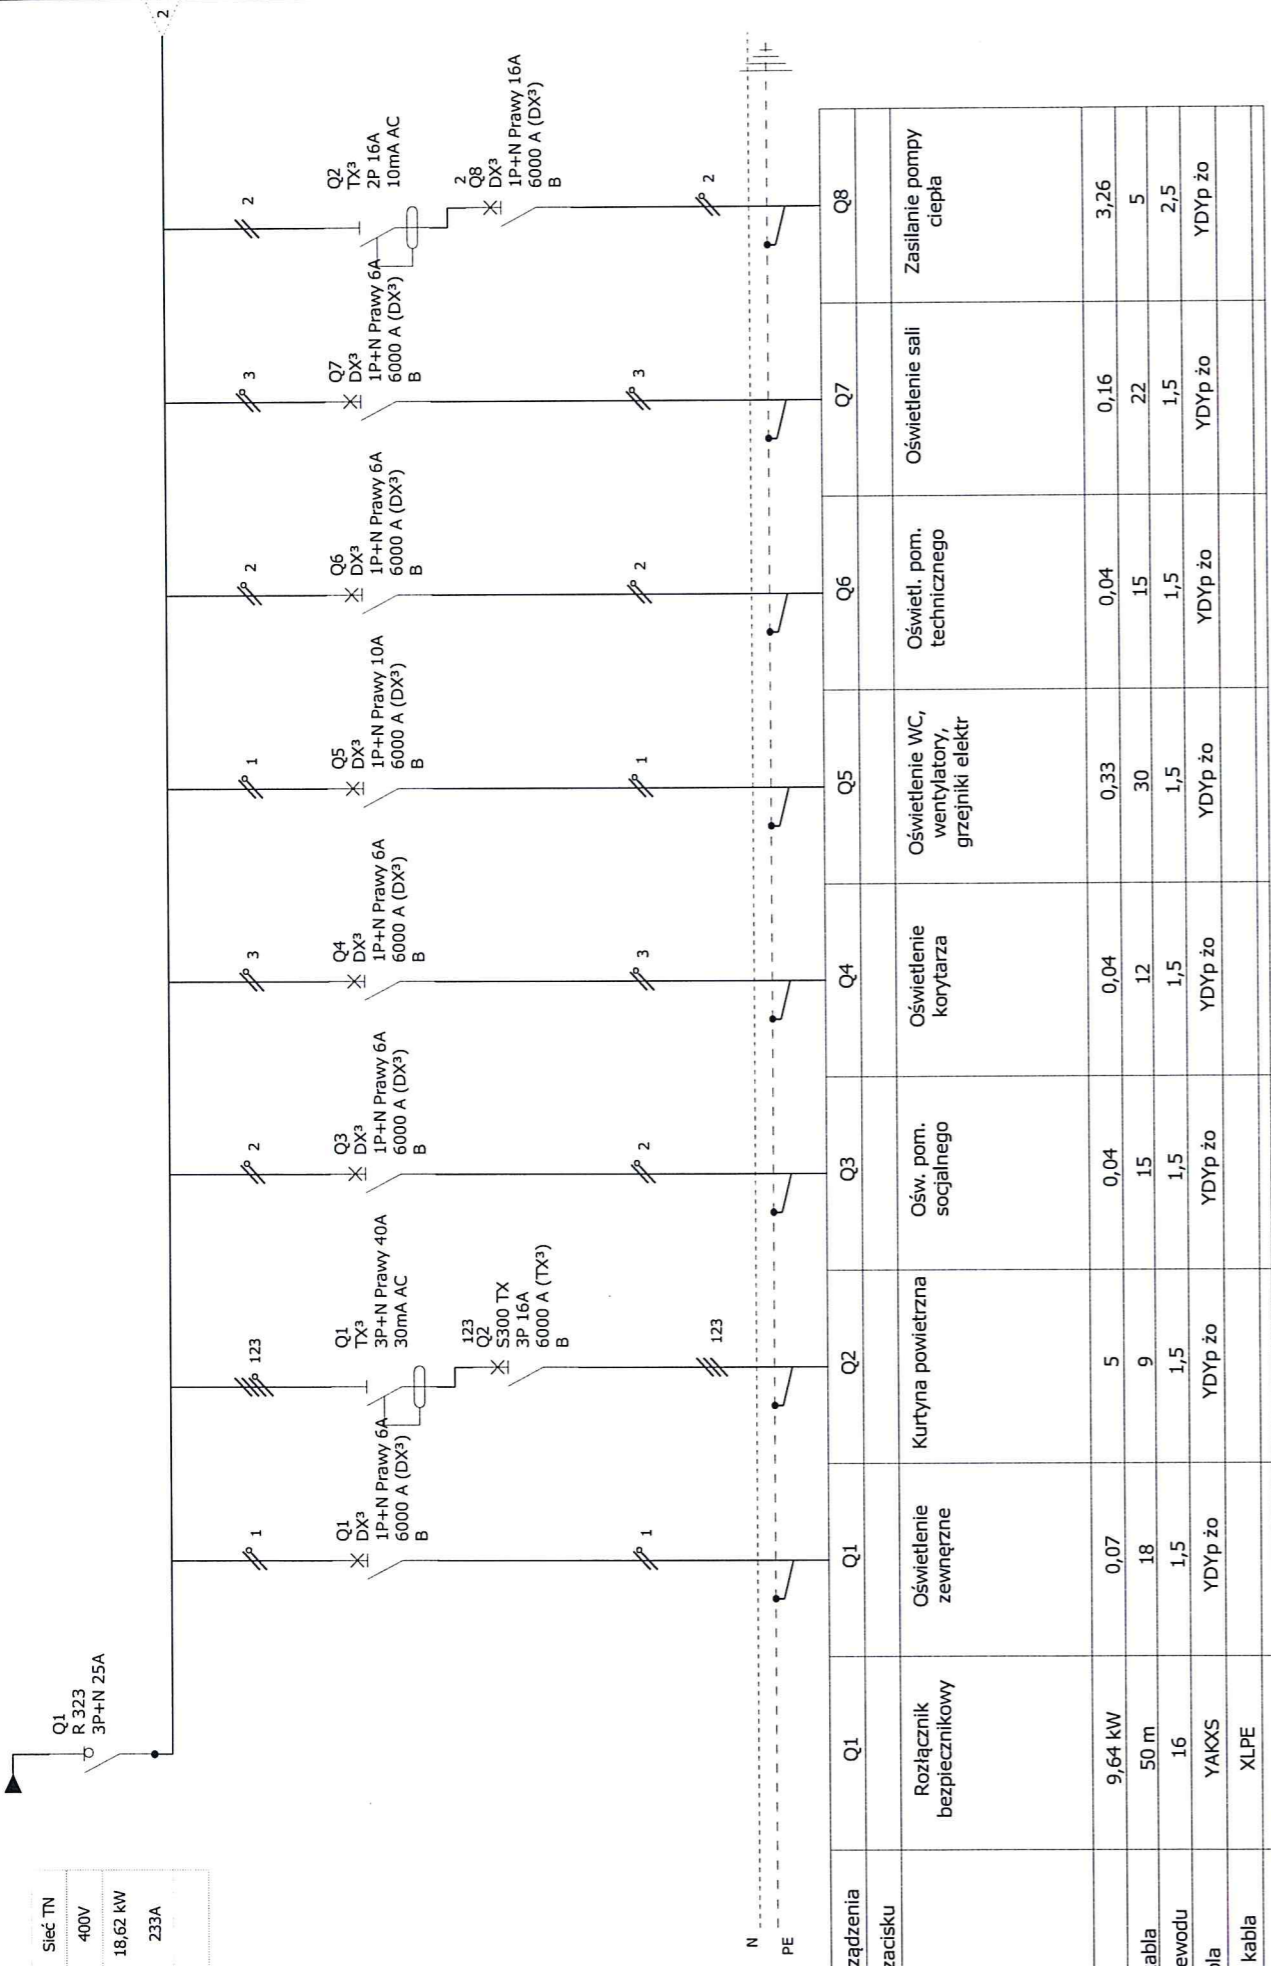 Sieć TN
400V
18,62 kW
233A
2
Q1
R 323
3P+N 25A
1
Q1
DX³
1P+N Prawy 6A
6000 A (DX³)
B
1
123
Q1
TX³
3P+N Prawy 40A
30mA AC
123
Q2
S300 TX
3P 16A
6000 A (TX³)
B
123
2
Q3
DX³
1P+N Prawy 6A
6000 A (DX³)
B
2
3
Q4
DX³
1P+N Prawy 6A
6000 A (DX³)
B
3
1
Q5
DX³
1P+N Prawy 10A
6000 A (DX³)
B
1
2
Q6
DX³
1P+N Prawy 6A
6000 A (DX³)
B
2
3
Q7
DX³
1P+N Prawy 6A
6000 A (DX³)
B
3
2
Q2
TX³
2P 16A
10mA AC
2
Q8
DX³
1P+N Prawy 16A
6000 A (DX³)
B
2
N
PE
ządzenia Q1 Q1 Q2 Q3 Q4 Q5 Q6 Q7 Q8
zacisku
Rozłącznik
bezpiecznikowy
Oświetlenie
zewnęrzne
Kurtyna powietrzna
Ośw. pom.
socjalnego
Oświetlenie
korytarza
Oświetlenie WC,
wentylatory,
grzejniki elektr
Oświetl. pom.
technicznego
Oświetlenie sali
Zasilanie pompy
ciepła
9,64 kW 0,07 5 0,04 0,04 0,33 0,04 0,16 3,26
abla 50 m 18 9 15 12 30 15 22 5
ewodu 16 1,5 1,5 1,5 1,5 1,5 1,5 1,5 2,5
bla YAKXS YDYp żo YDYp żo YDYp żo YDYp żo YDYp żo YDYp żo YDYp żo YDYp żo
kabla XLPE